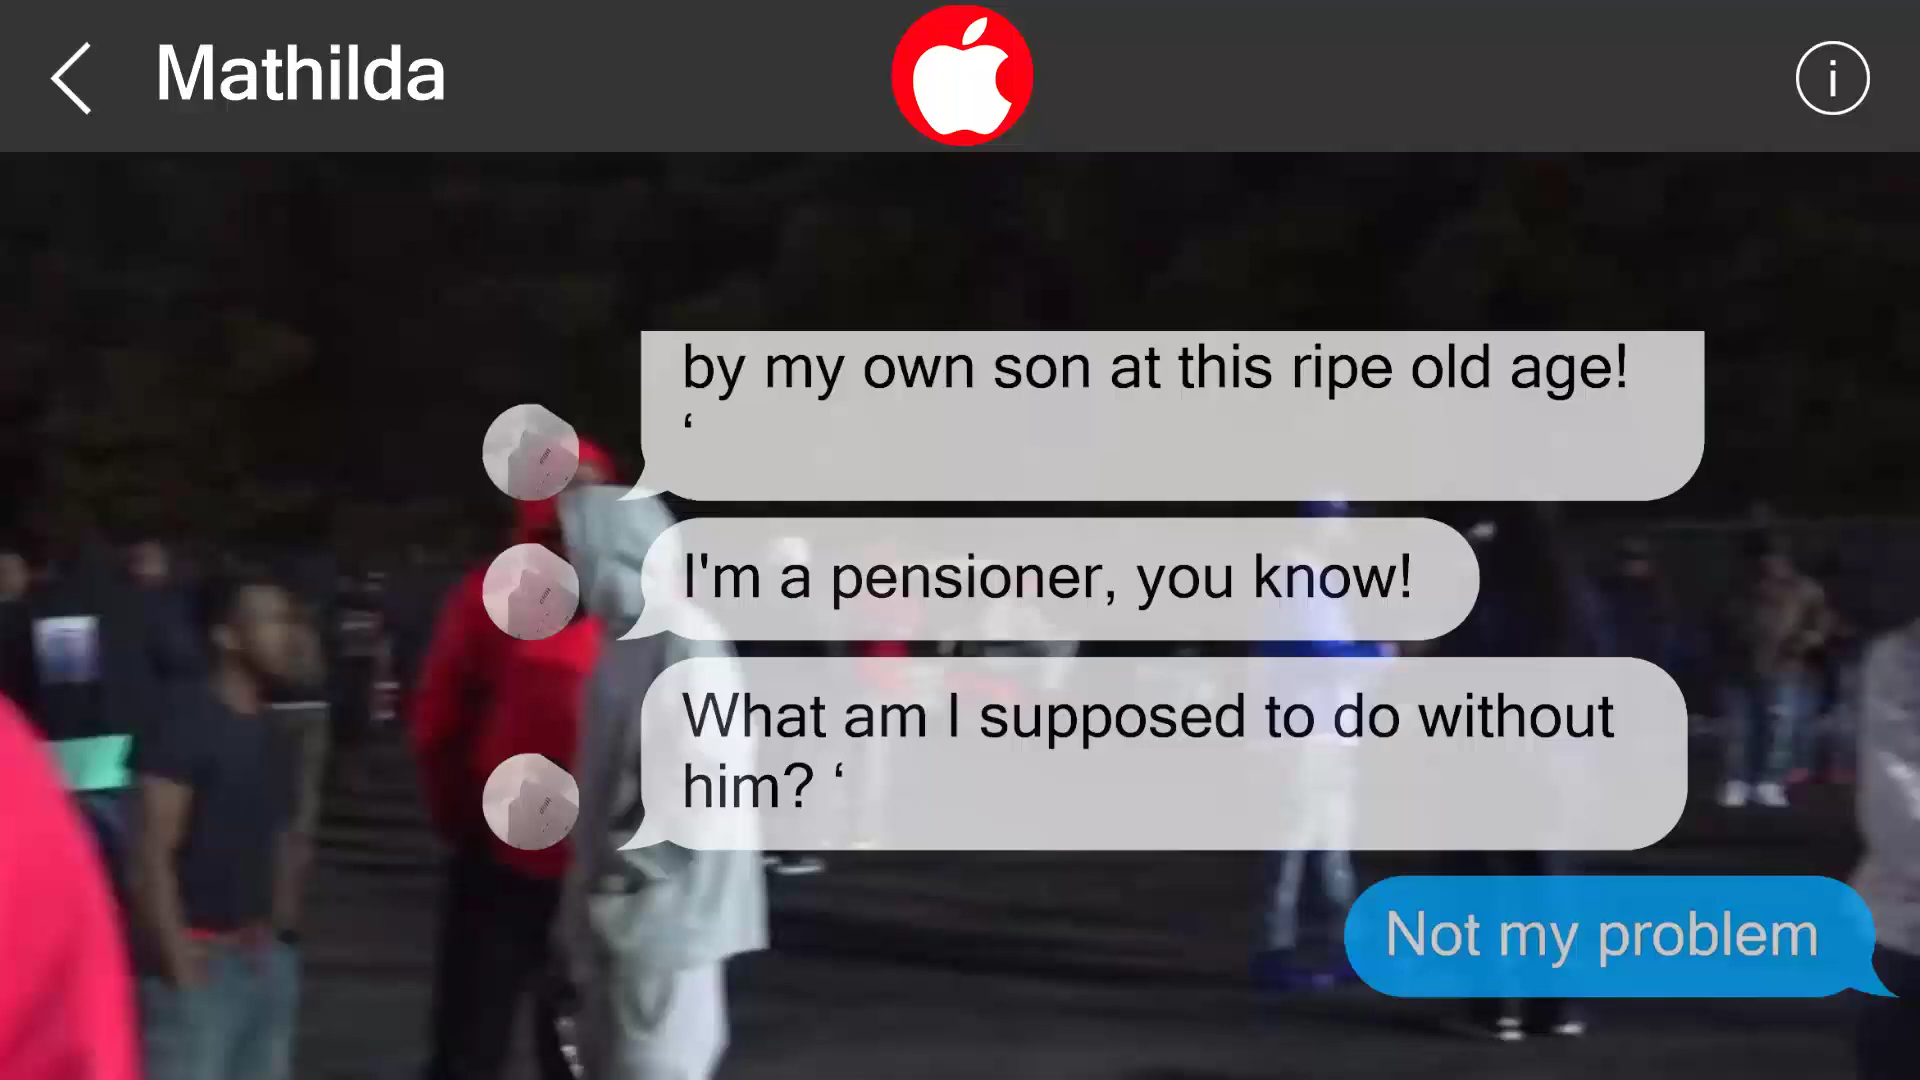 Mathilda
i
by my own son at this ripe old age!
‘
I'm a pensioner, you know!
What am I supposed to do without
him? ‘
Not my problem